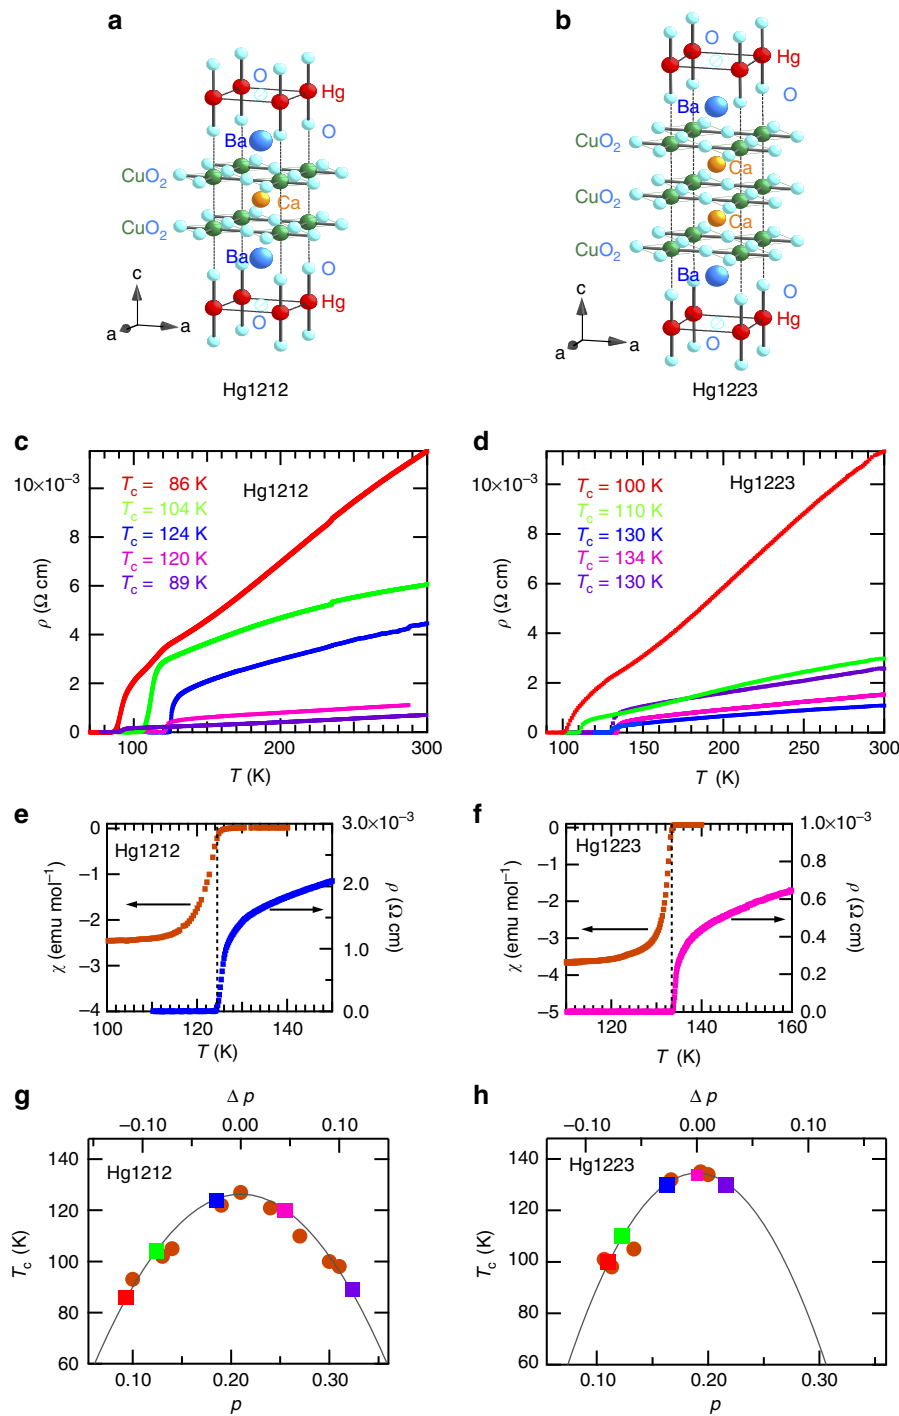 a
b
O
Hg
Ba
O
CuO₂
Ca
CuO₂
Ba
O
Hg
O
c
a
a
Hg1212
O
Hg
O
Ba
CuO₂
Ca
CuO₂
Ca
CuO₂
Ba
O
Hg
O
c
a
a
Hg1223
c
Hg1212
10×10⁻³
8
6
4
2
0
ρ (Ω cm)
Tc = 86 K
Tc = 104 K
Tc = 124 K
Tc = 120 K
Tc = 89 K
100
200
300
T (K)
d
Hg1223
10×10⁻³
8
6
4
2
0
ρ (Ω cm)
Tc = 100 K
Tc = 110 K
Tc = 130 K
Tc = 134 K
Tc = 130 K
100
150
200
250
300
T (K)
e
Hg1212
0
−1
−2
−3
−4
χ (emu mol⁻¹)
3.0×10⁻³
2.0
1.0
0.0
ρ (Ω cm)
100
120
140
T (K)
f
Hg1223
0
−1
−2
−3
−4
−5
χ (emu mol⁻¹)
1.0×10⁻³
0.8
0.6
0.4
0.2
0.0
ρ (Ω cm)
120
140
160
T (K)
g
Δ p
−0.10
0.00
0.10
Hg1212
140
120
100
80
60
Tc (K)
0.10
0.20
0.30
p
h
Δ p
−0.10
0.00
0.10
Hg1223
140
120
100
80
60
Tc (K)
0.10
0.20
0.30
p